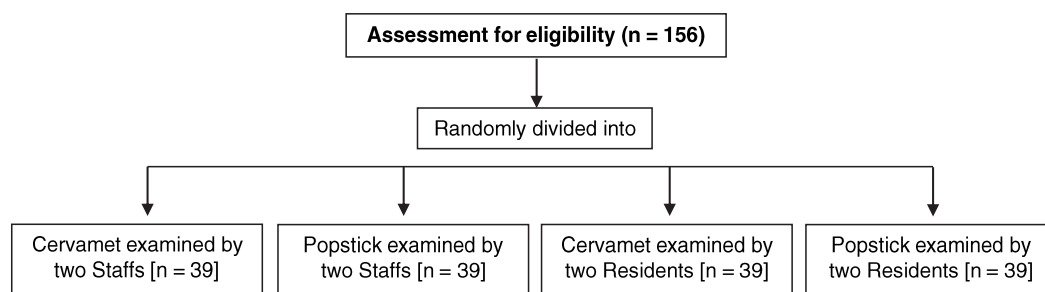 Assessment for eligibility (n = 156)
Randomly divided into
Cervamet examined by
two Staffs [n = 39]
Popstick examined by
two Staffs [n = 39]
Cervamet examined by
two Residents [n = 39]
Popstick examined by
two Residents [n = 39]